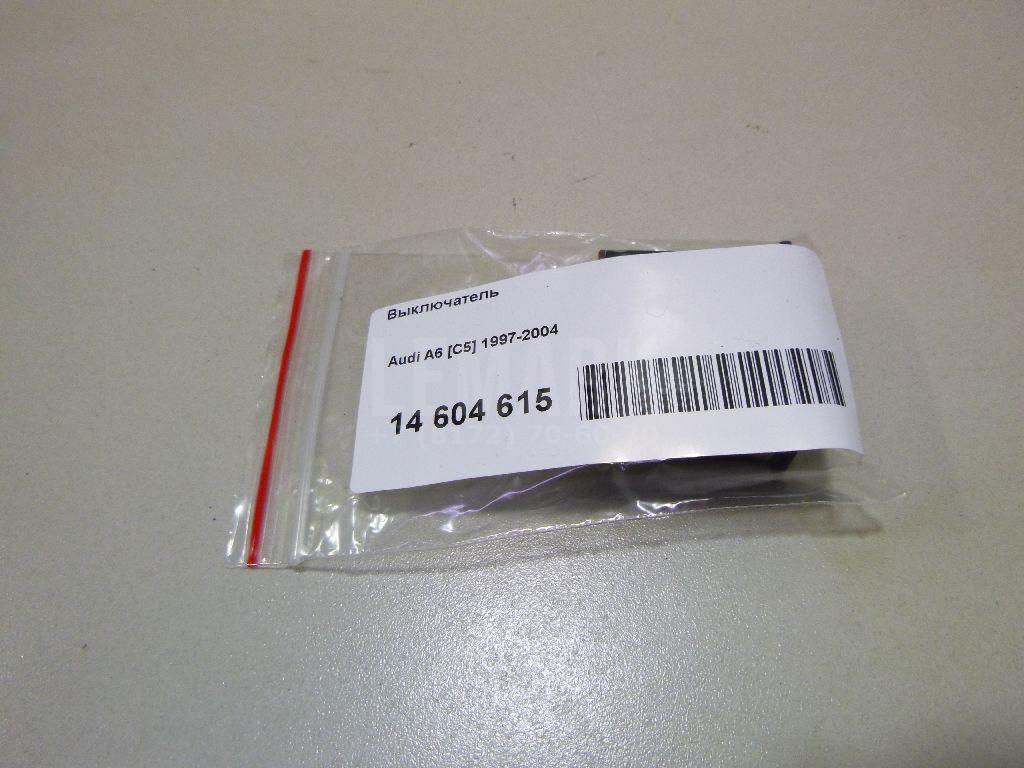 Выключатель
Audi A6 [C5] 1997-2004
14 604 615